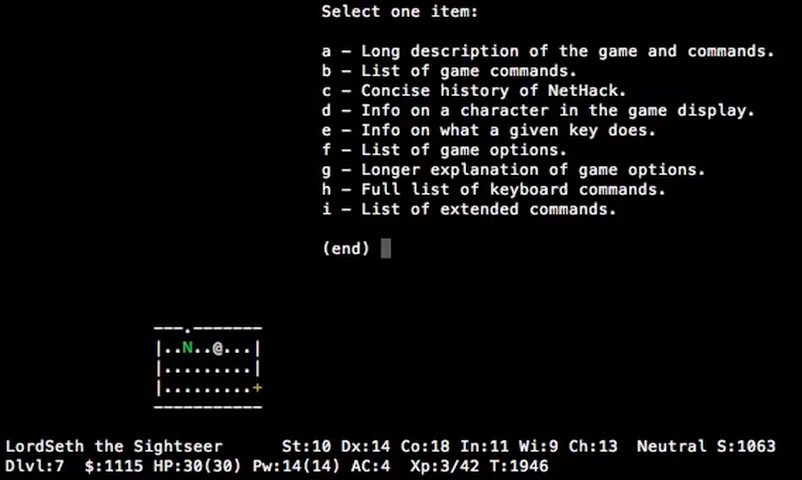 Select one item:
a - Long description of the game and commands.
b - List of game commands.
c - Concise history of NetHack.
d - Info on a character in the game display.
e - Info on what a given key does.
f - List of game options.
g - Longer explanation of game options.
h - Full list of keyboard commands.
i - List of extended commands.
(end)
---.-------
|..N..@...|
|.........|
|.........+
-----------
LordSeth the Sightseer St:10 Dx:14 Co:18 In:11 Wi:9 Ch:13 Neutral S:1063
Dlvl:7 $:1115 HP:30(30) Pw:14(14) AC:4 Xp:3/42 T:1946